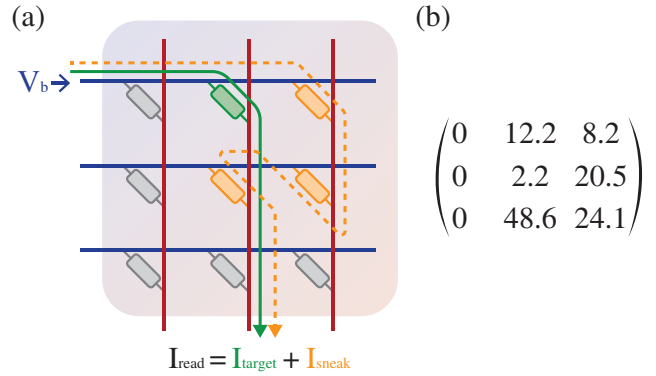 (a)
(b)
V_b
0 12.2 8.2
0 2.2 20.5
0 48.6 24.1
I_read = I_target + I_sneak